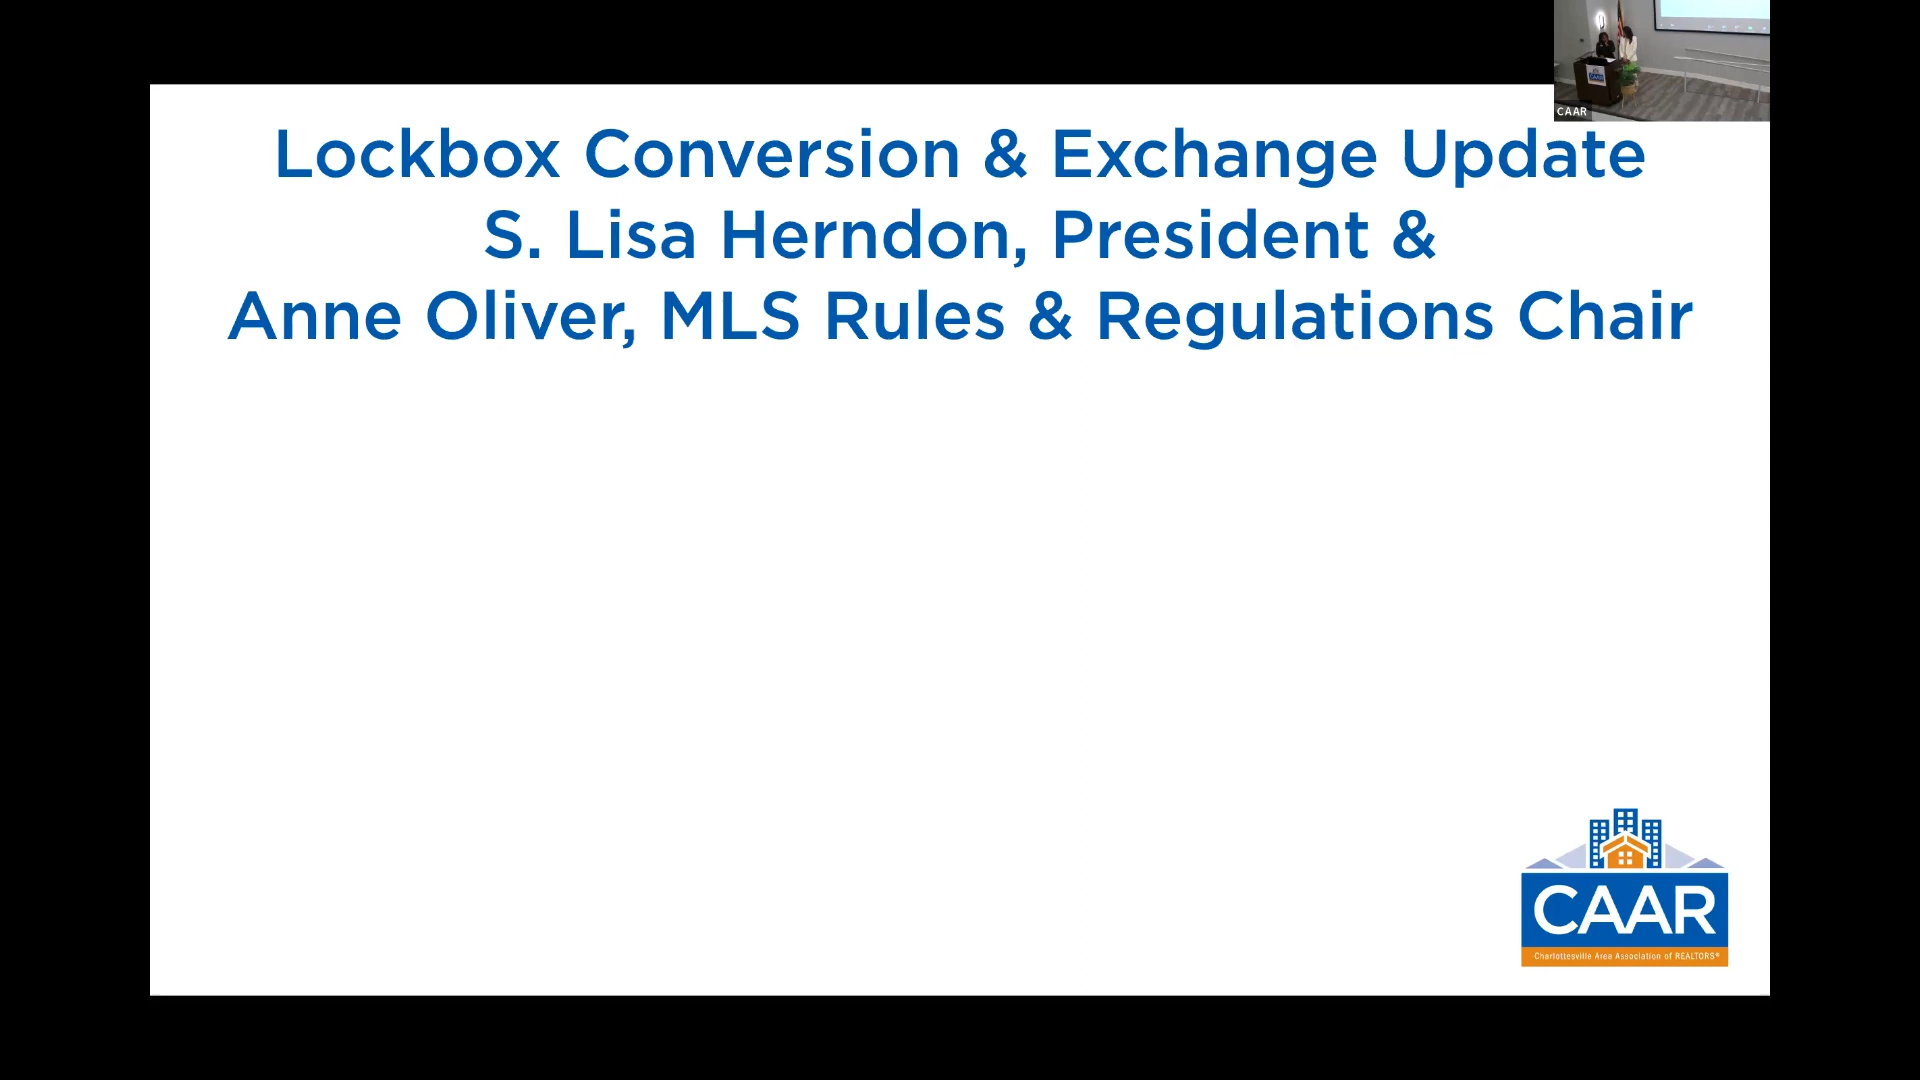 CAAR
Lockbox Conversion & Exchange Update
S. Lisa Herndon, President &
Anne Oliver, MLS Rules & Regulations Chair
CAAR
Charlottesville Area Association of REALTORS®